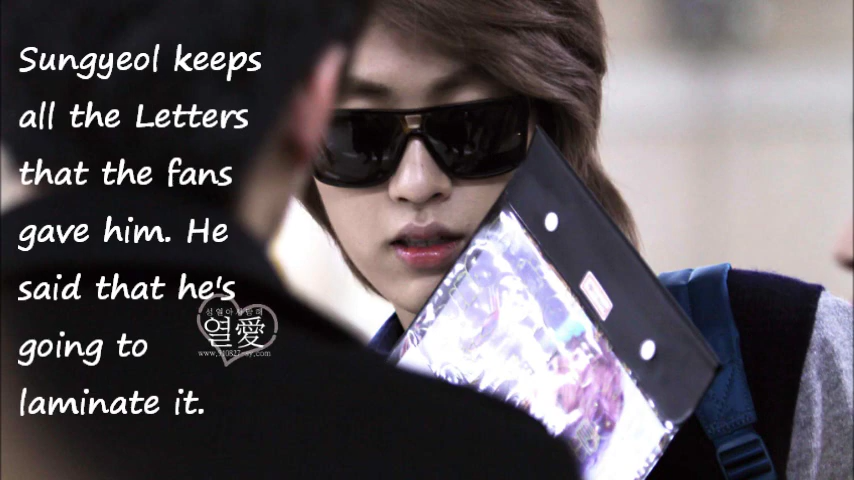 Sungyeol keeps
all the Letters
that the fans
gave him. He
said that he's
going to
laminate it.
열愛